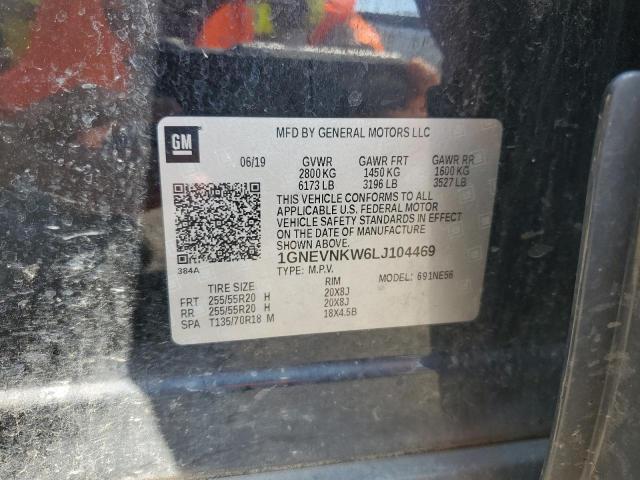 GM
MFD BY GENERAL MOTORS LLC
06/19 GVWR GAWR FRT GAWR RR
2800 KG 1450 KG 1600 KG
6173 LB 3196 LB 3527 LB
THIS VEHICLE CONFORMS TO ALL
APPLICABLE U.S. FEDERAL MOTOR
VEHICLE SAFETY STANDARDS IN EFFECT
ON THE DATE OF MANUFACTURE
384A
1GNEVNKW6LJ104469
TYPE: M.P.V. MODEL: 691NE56
TIRE SIZE RIM
FRT 255/55R20 H 20X8J
RR 255/55R20 H 20X8J
SPA T135/70R18 M 18X4.5B